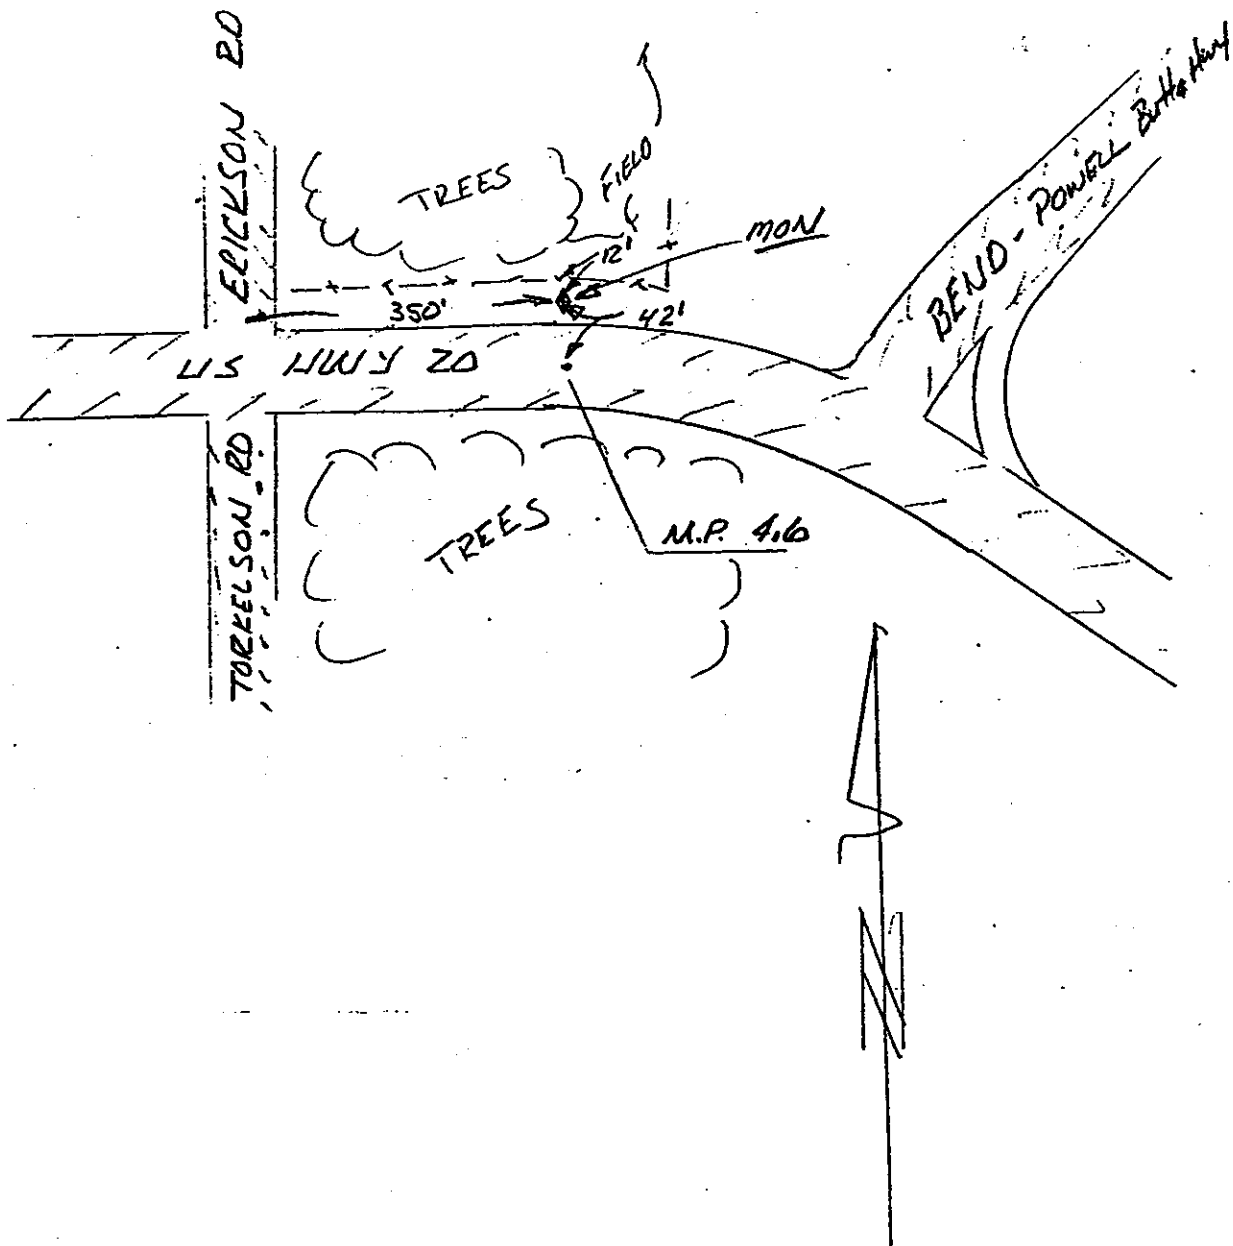 ERICKSON RD
TREES
FIELD
MON
12'
350'
42'
BEND - POWELL Butte Hwy
US HWY 20
TORKELSON RD
TREES
M.P. 4.6
N